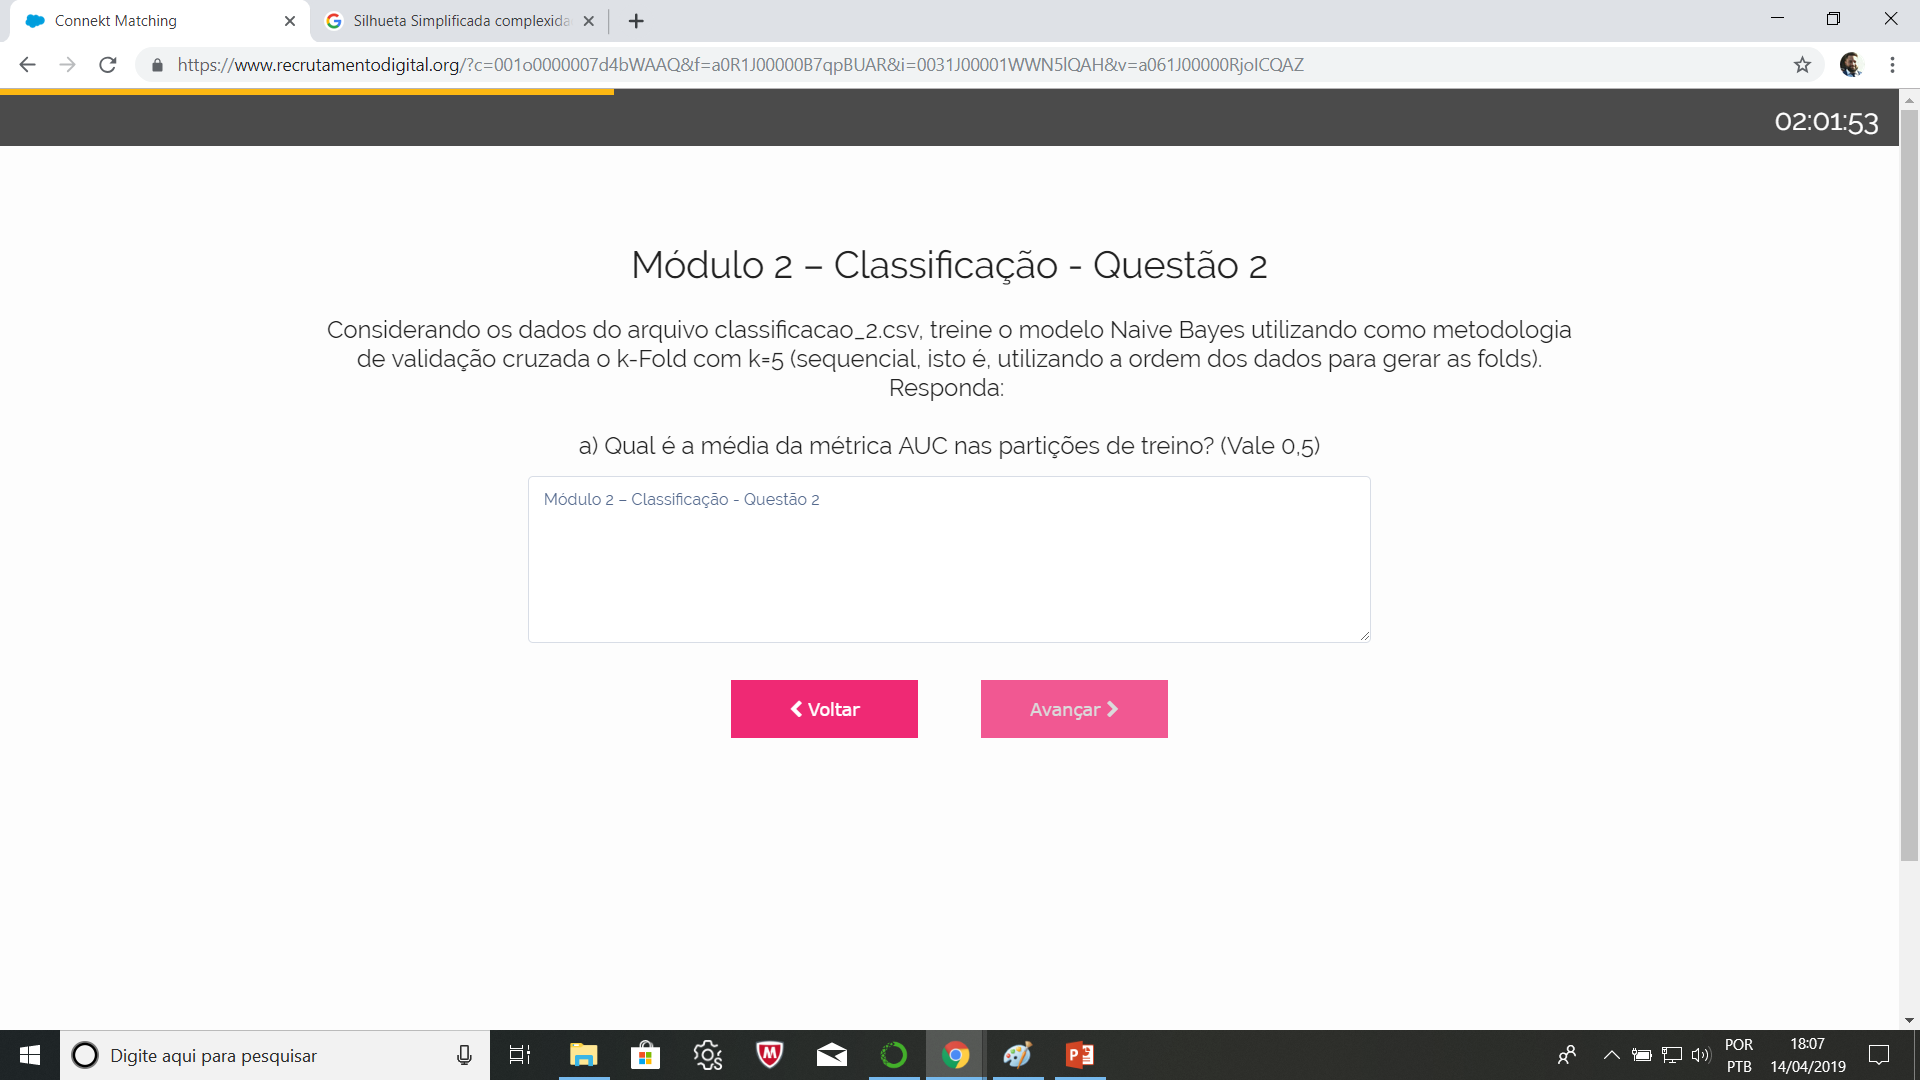 Connekt Matching
Silhueta Simplificada complexida
https://www.recrutamentodigital.org/?c=001o0000007d4bWAAQ&f=a0R1J00000B7qpBUAR&i=0031J00001WWN5lQAH&v=a061J00000RjoICQAZ
02:01:53
Módulo 2 – Classificação - Questão 2
Considerando os dados do arquivo classificacao_2.csv, treine o modelo Naive Bayes utilizando como metodologia
de validação cruzada o k-Fold com k=5 (sequencial, isto é, utilizando a ordem dos dados para gerar as folds).
Responda:
a) Qual é a média da métrica AUC nas partições de treino? (Vale 0,5)
Módulo 2 – Classificação - Questão 2
Voltar
Avançar
Digite aqui para pesquisar
POR
PTB
18:07
14/04/2019